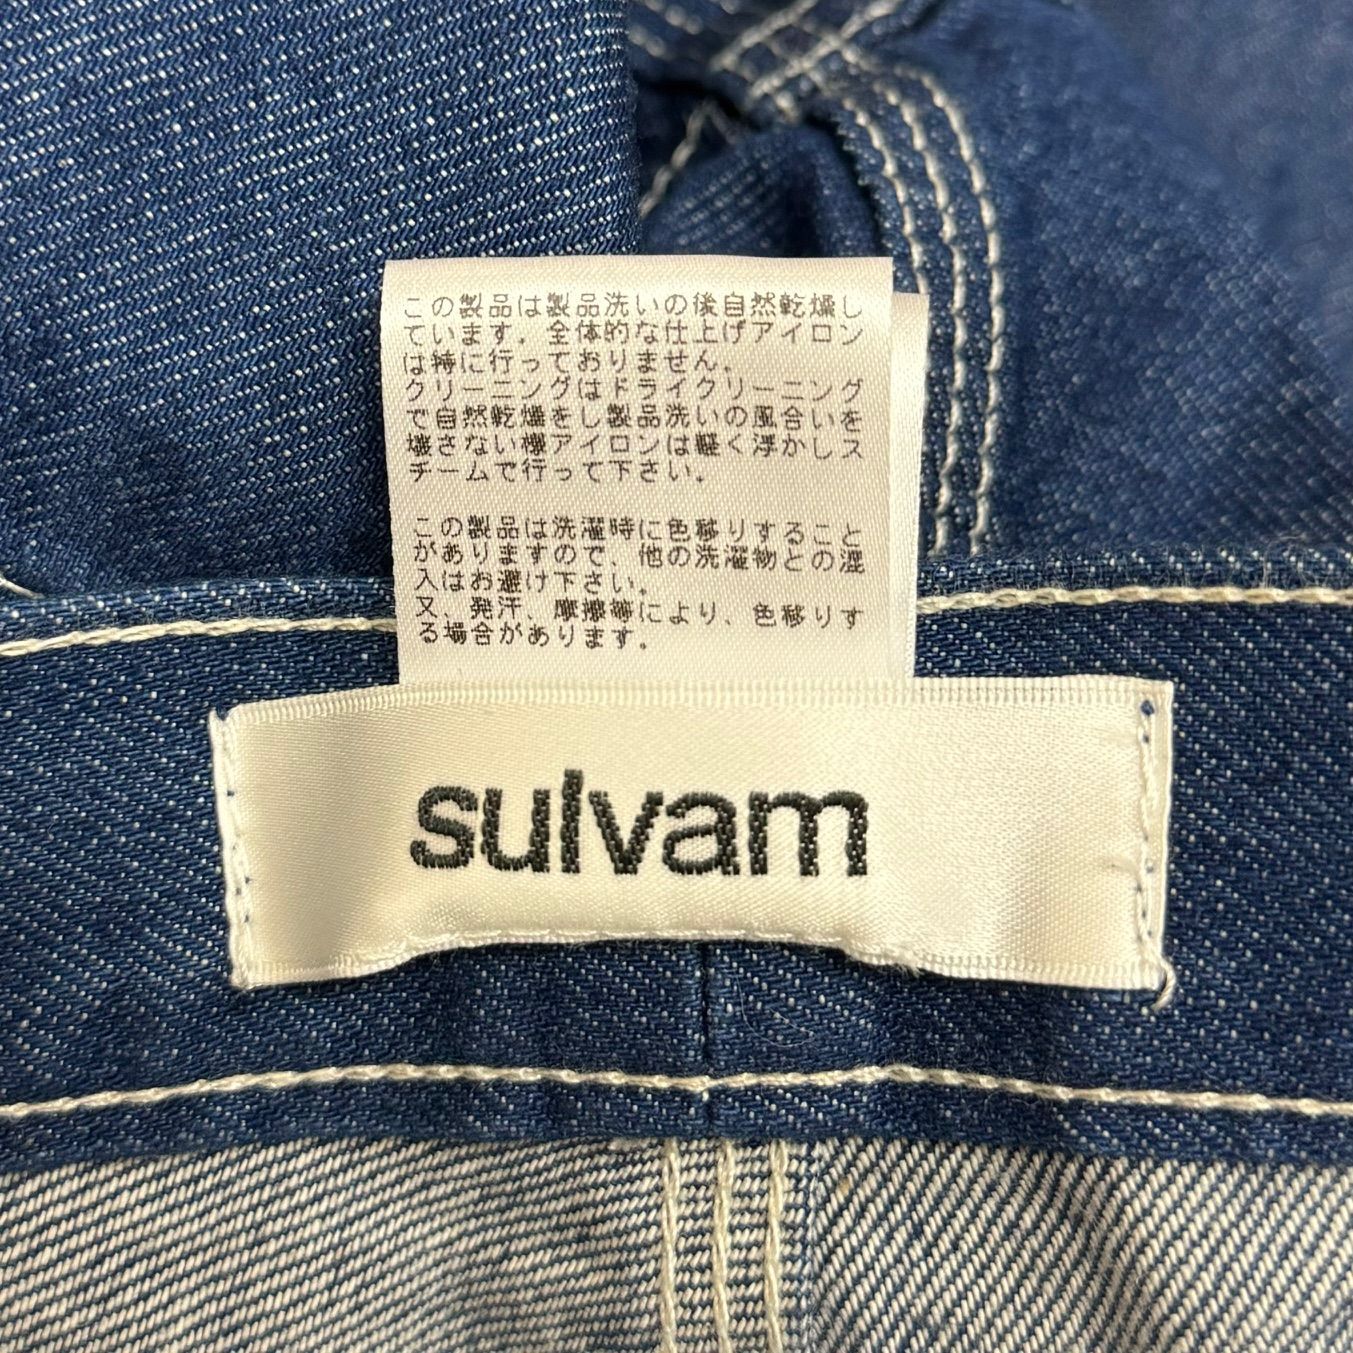 この製品は製品洗いの後自然乾燥し
ています．全体的な仕上げアイロン
は特に行っておりません。
クリーニングはドライクリーニング
で自然乾燥をし製品洗いの風合いを
壊さない様アイロンは軽く浮かしス
チームで行って下さい。
この製品は洗濯時に色移りすること
がありますので、他の洗濯物との混
入はお避け下さい。
又、発汗、摩擦等により、色移りす
る場合があります。
sulvam